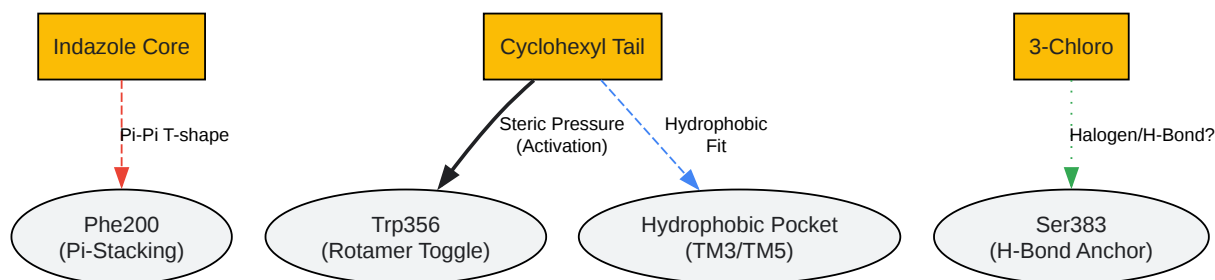 Indazole Core
Cyclohexyl Tail
3-Chloro
Pi-Pi T-shape
Steric Pressure
(Activation)
Hydrophobic
Fit
Halogen/H-Bond?
Phe200
(Pi-Stacking)
Trp356
(Rotamer Toggle)
Hydrophobic Pocket
(TM3/TM5)
Ser383
(H-Bond Anchor)